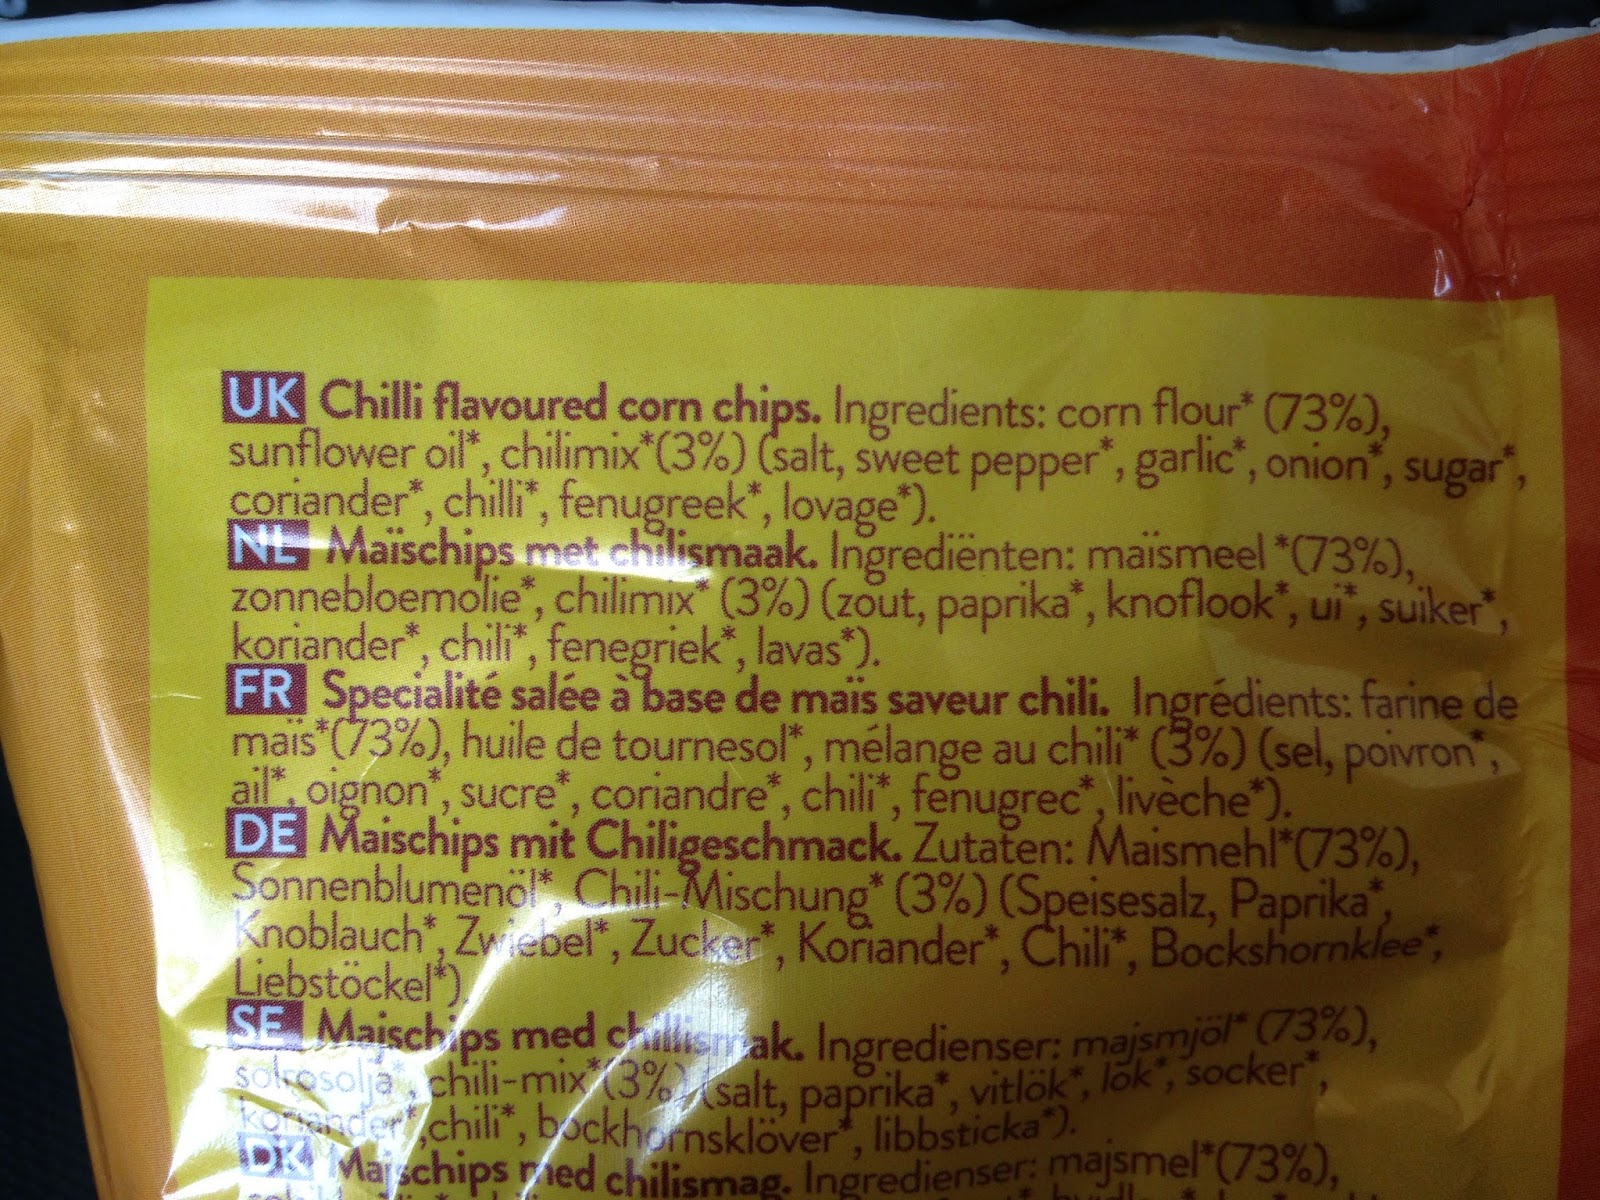 UK Chilli flavoured corn chips. Ingredients: corn flour* (73%),
sunflower oil*, chilimix*(3%) (salt, sweet pepper*, garlic*, onion*, sugar*,
coriander*, chilli*, fenugreek*, lovage*).
NL Maïschips met chilismaak. Ingrediënten: maïsmeel *(73%),
zonnebloemolie*, chilimix* (3%) (zout, paprika*, knoflook*, ui*, suiker*,
koriander*, chili*, fenegriek*, lavas*).
FR Specialité salée à base de maïs saveur chili. Ingrédients: farine de
maïs*(73%), huile de tournesol*, mélange au chili* (3%) (sel, poivron*,
ail*, oignon*, sucre*, coriandre*, chili*, fenugrec*, livèche*).
DE Maischips mit Chiligeschmack. Zutaten: Maismehl*(73%),
Sonnenblumenöl*, Chili-Mischung* (3%) (Speisesalz, Paprika*,
Knoblauch*, Zwiebel*, Zucker*, Koriander*, Chili*, Bockshornklee*,
Liebstöckel*).
SE Majschips med chillismak. Ingredienser: majsmjöl* (73%),
solrosolja*, chili-mix*(3%) (salt, paprika*, vitlök*, lök*, socker*,
koriander*,chili*, bockhornsklöver*, libbsticka*).
DK Majschips med chilismag. Ingredienser: majsmel*(73%),